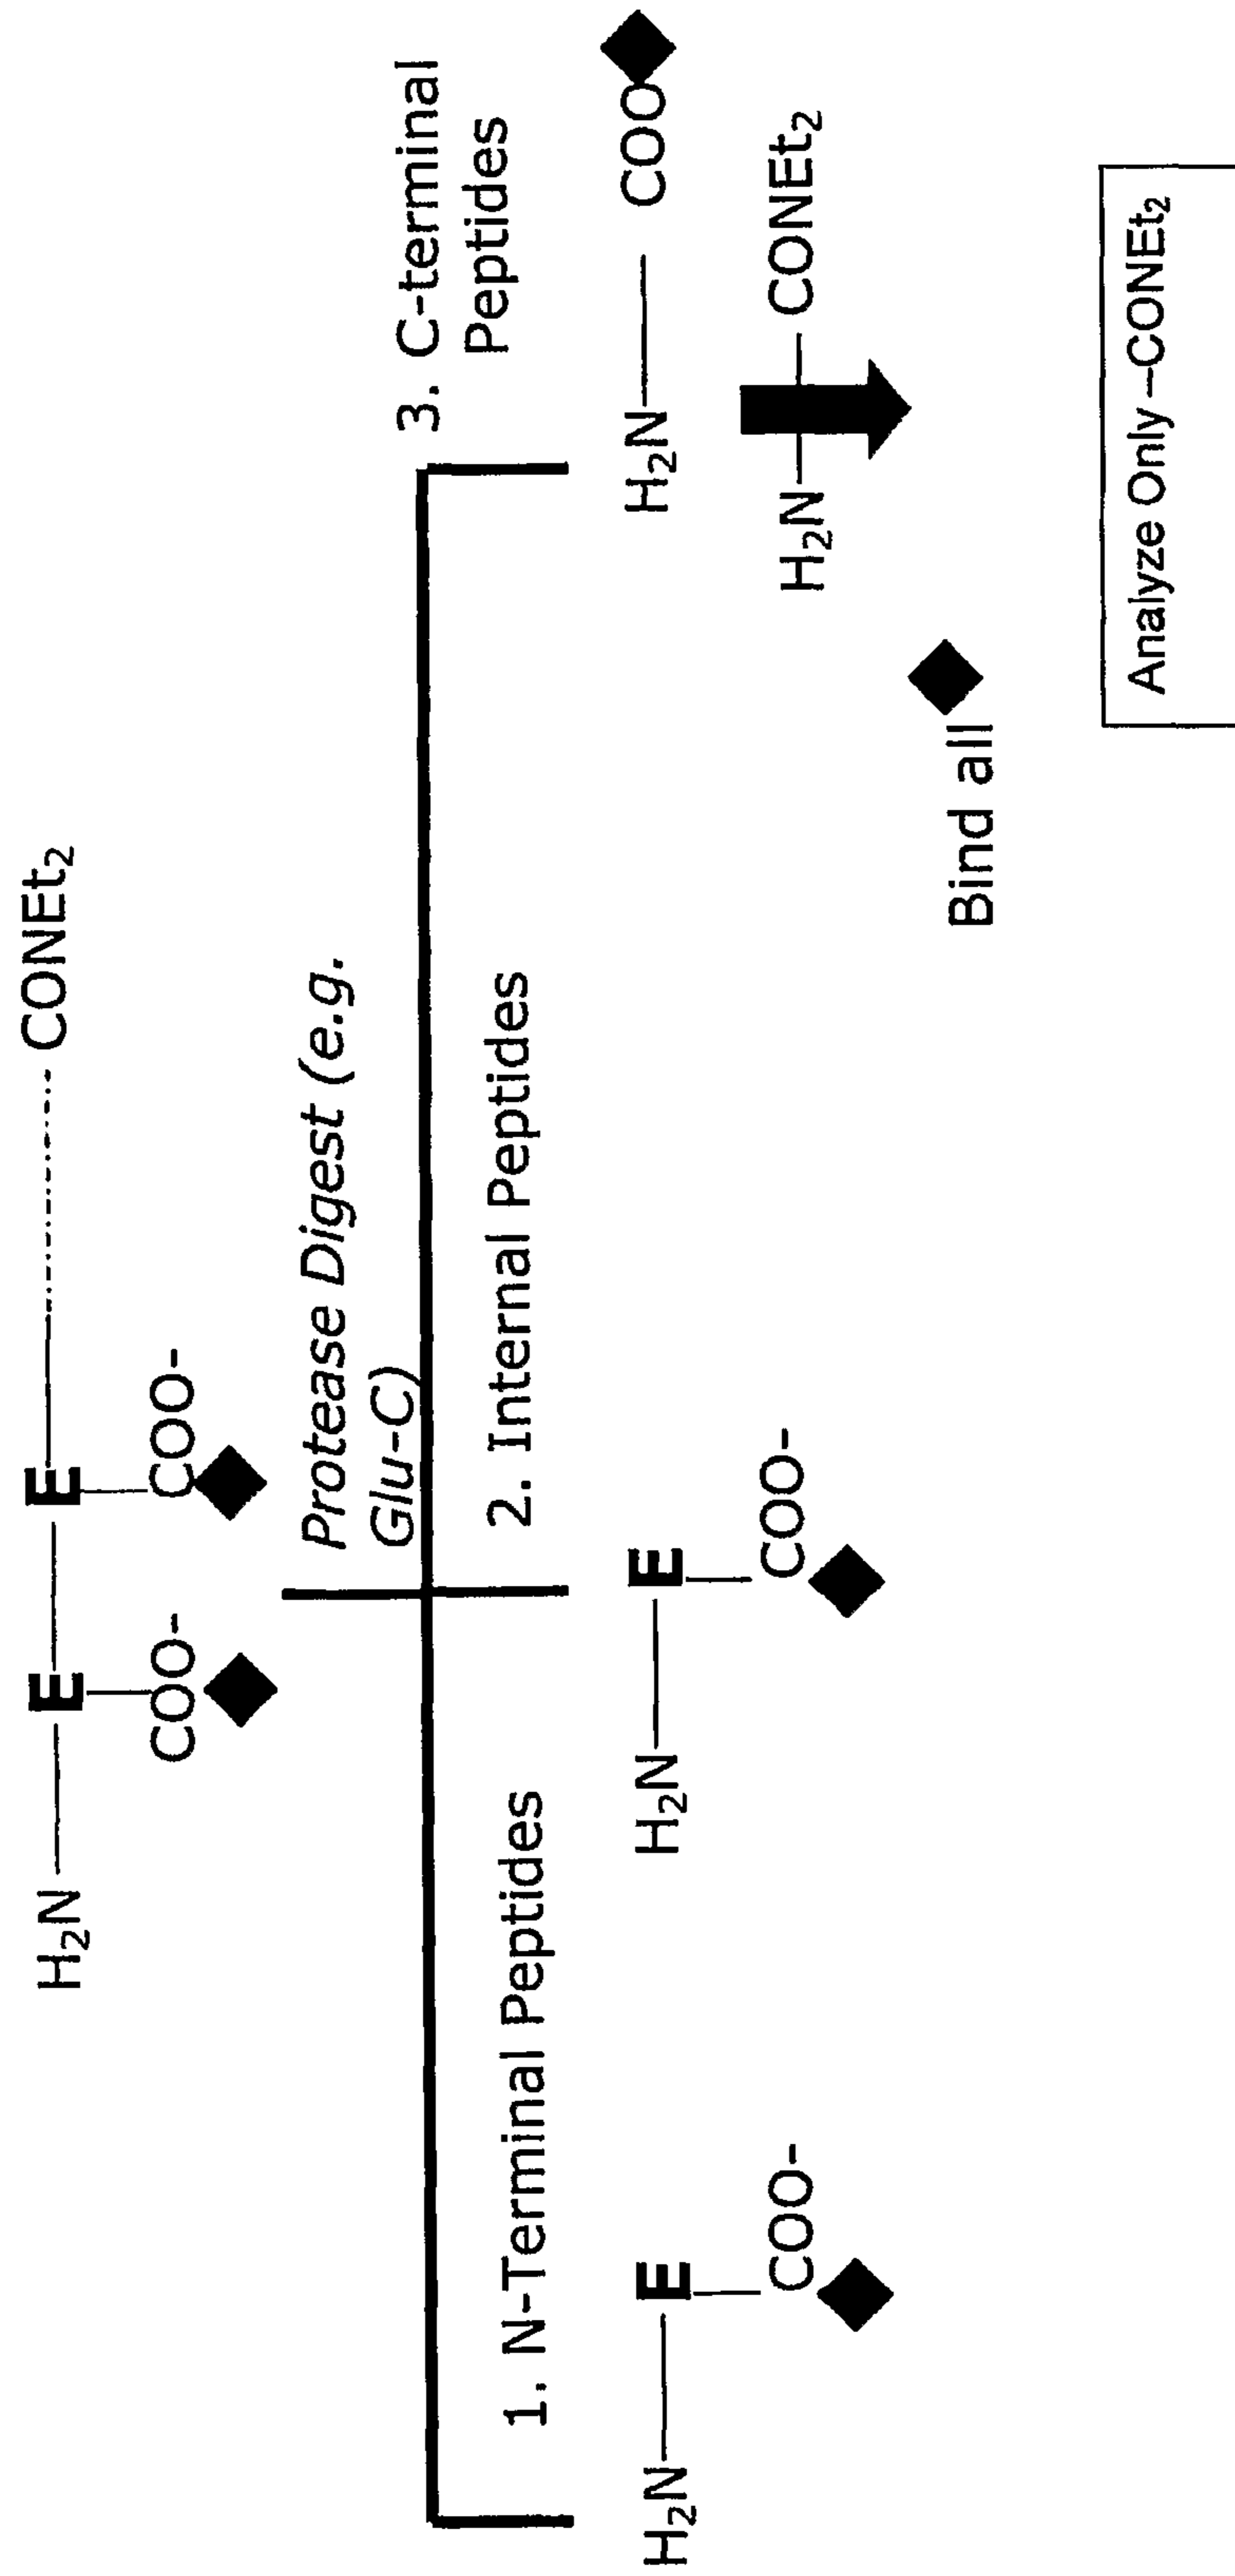 H₂N E E CONEt₂
COO- COO-
Protease Digest (e.g.
Glu-C)
1. N-Terminal Peptides
2. Internal Peptides
3. C-terminal
Peptides
H₂N E
COO-
H₂N E
COO-
H₂N COO
H₂N CONEt₂
Bind all
Analyze Only –CONEt₂